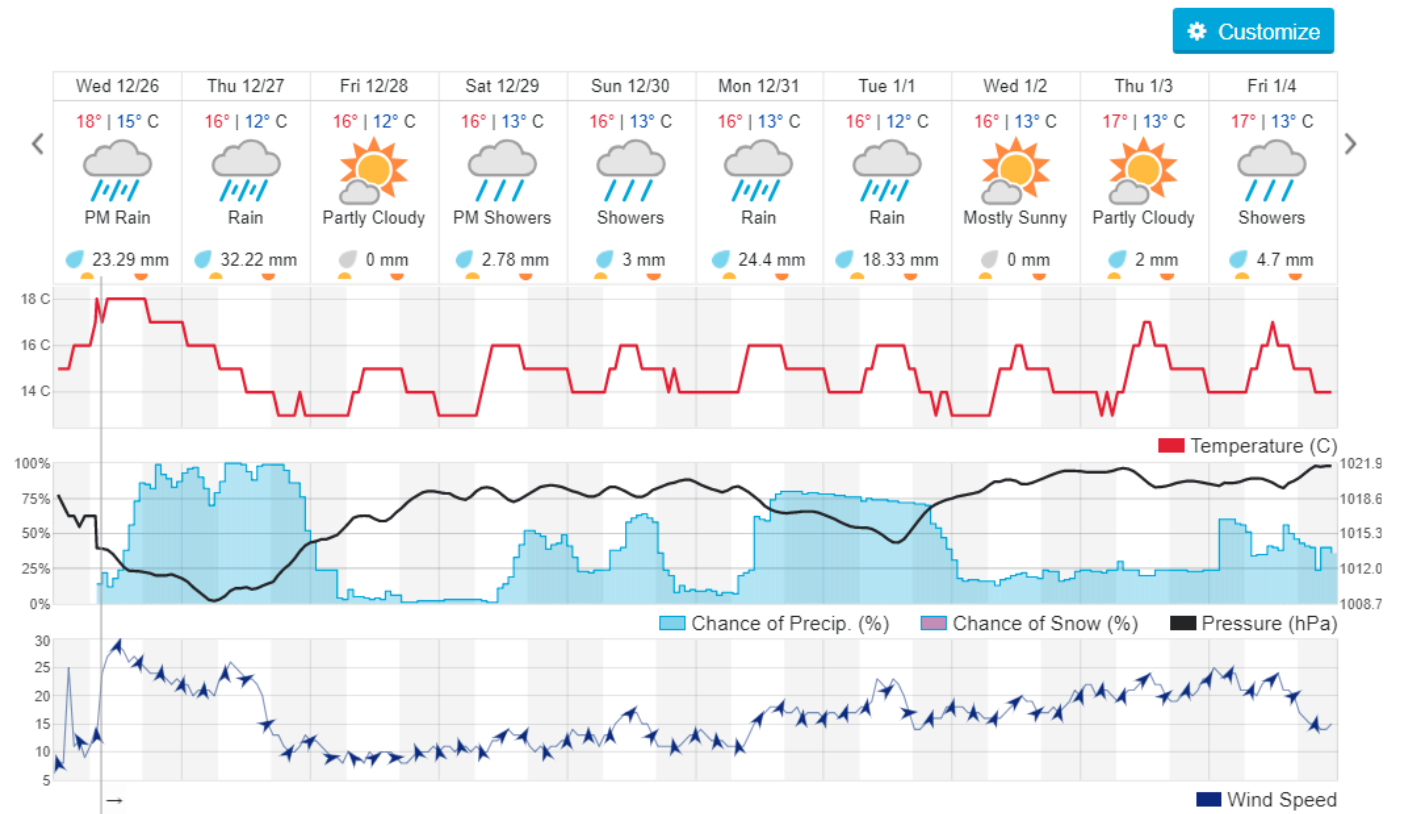 Customize
Wed 12/26 Thu 12/27 Fri 12/28 Sat 12/29 Sun 12/30 Mon 12/31 Tue 1/1 Wed 1/2 Thu 1/3 Fri 1/4
18° | 15° C 16° | 12° C 16° | 12° C 16° | 13° C 16° | 13° C 16° | 13° C 16° | 12° C 16° | 13° C 17° | 13° C 17° | 13° C
PM Rain Rain Partly Cloudy PM Showers Showers Rain Rain Mostly Sunny Partly Cloudy Showers
23.29 mm 32.22 mm 0 mm 2.78 mm 3 mm 24.4 mm 18.33 mm 0 mm 2 mm 4.7 mm
18 C
16 C
14 C
Temperature (C)
100% 1021.9
75% 1018.6
50% 1015.3
25% 1012.0
0% 1008.7
Chance of Precip. (%) Chance of Snow (%) Pressure (hPa)
30
25
20
15
10
5
Wind Speed